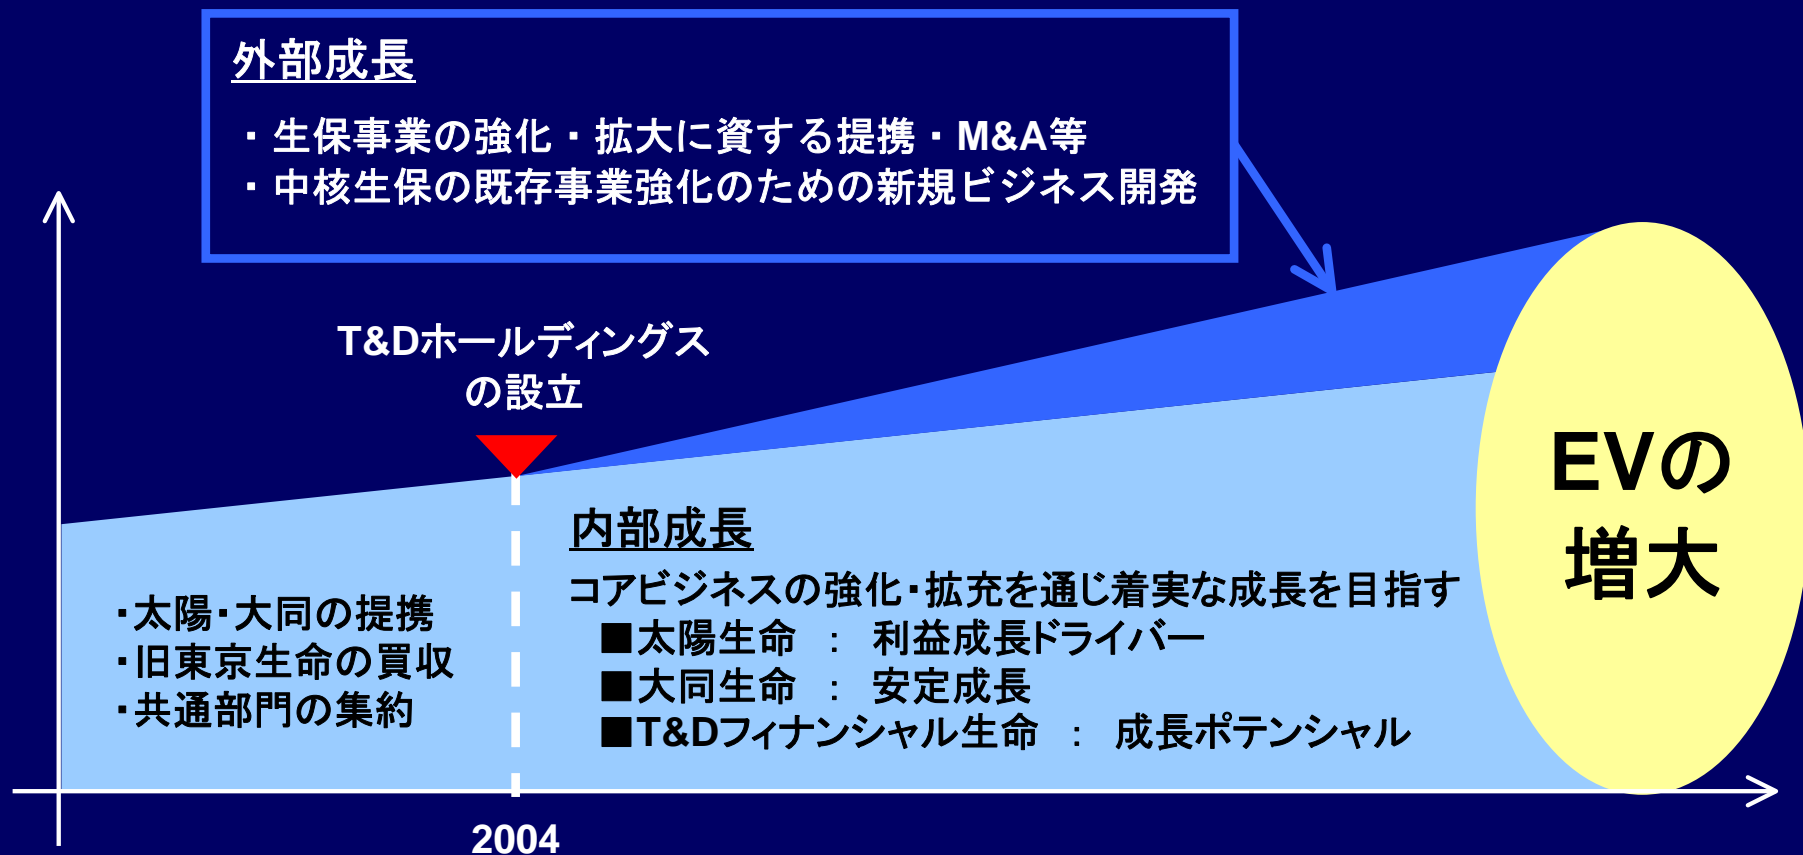 外部成長
・生保事業の強化・拡大に資する提携・M&A等
・中核生保の既存事業強化のための新規ビジネス開発
T&Dホールディングス
の設立
EVの
増大
内部成長
コアビジネスの強化・拡充を通じ着実な成長を目指す
■太陽生命 : 利益成長ドライバー
■大同生命 : 安定成長
■T&Dフィナンシャル生命 : 成長ポテンシャル
・太陽・大同の提携
・旧東京生命の買収
・共通部門の集約
2004